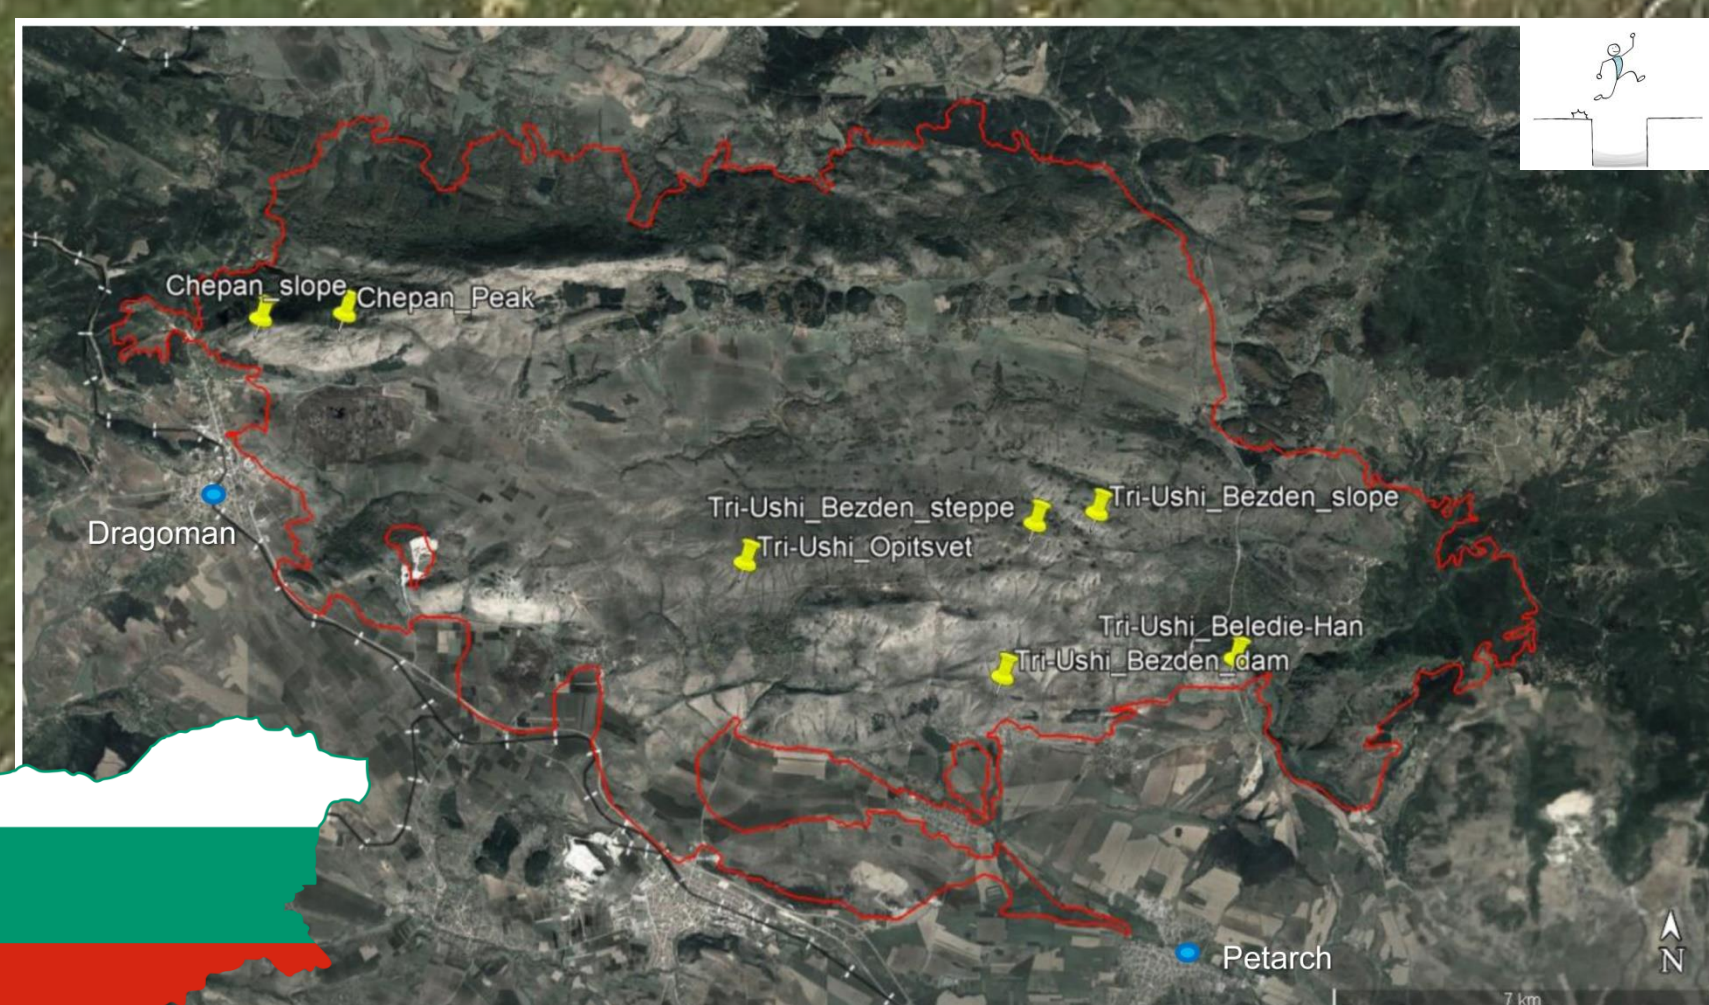 Chepan_slope
Chepan_Peak
Tri-Ushi_Bezden_steppe
Tri-Ushi_Bezden_slope
Dragoman
Tri-Ushi_Opitsvet
Tri-Ushi_Beledie-Han
Tri-Ushi_Bezden_dam
Petarch
N
7 km